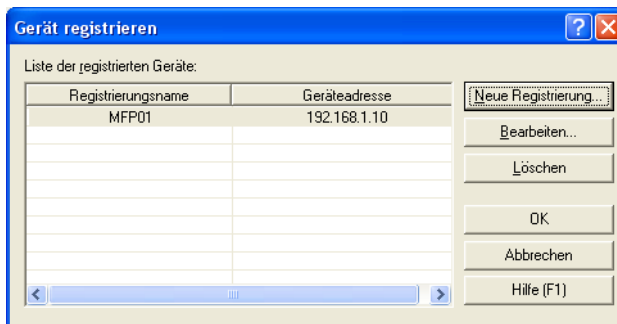 Gerät registrieren
Liste der registrierten Geräte:
Registrierungsname Geräteadresse
MFP01 192.168.1.10
Neue Registrierung...
Bearbeiten...
Löschen
OK
Abbrechen
Hilfe (F1)